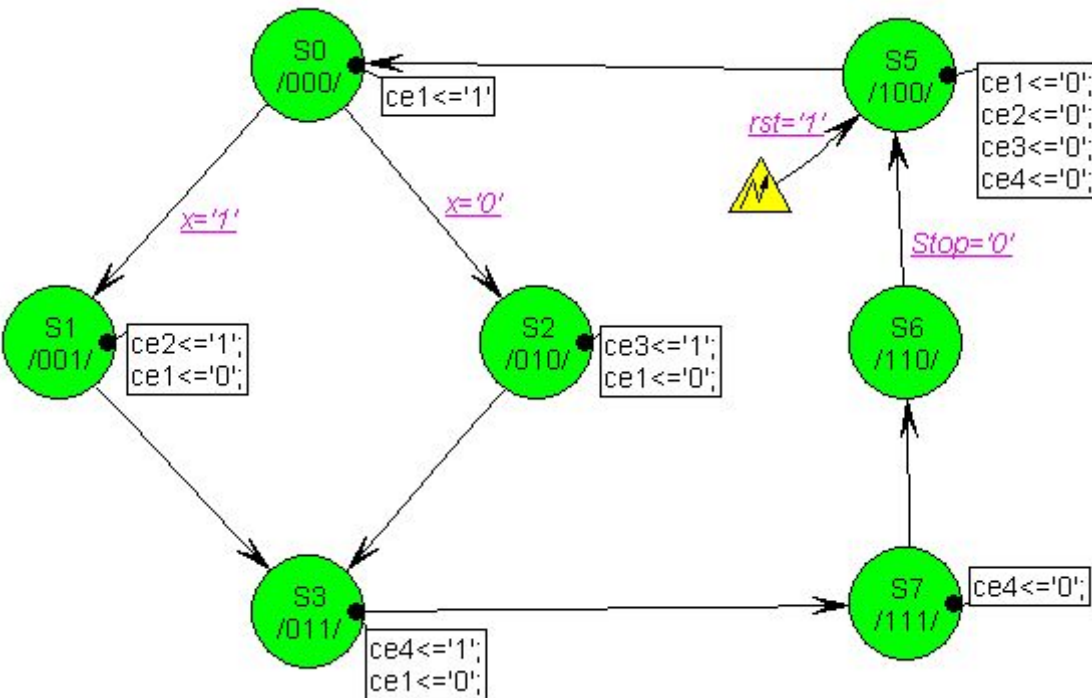 S0
/000/
ce1<='1'
S5
/100/
ce1<='0';
ce2<='0';
ce3<='0';
ce4<='0';
rst='1'
x='1'
x='0'
Stop='0'
S1
/001/
ce2<='1';
ce1<='0';
S2
/010/
ce3<='1';
ce1<='0';
S6
/110/
S3
/011/
ce4<='1';
ce1<='0';
S7
/111/
ce4<='0';